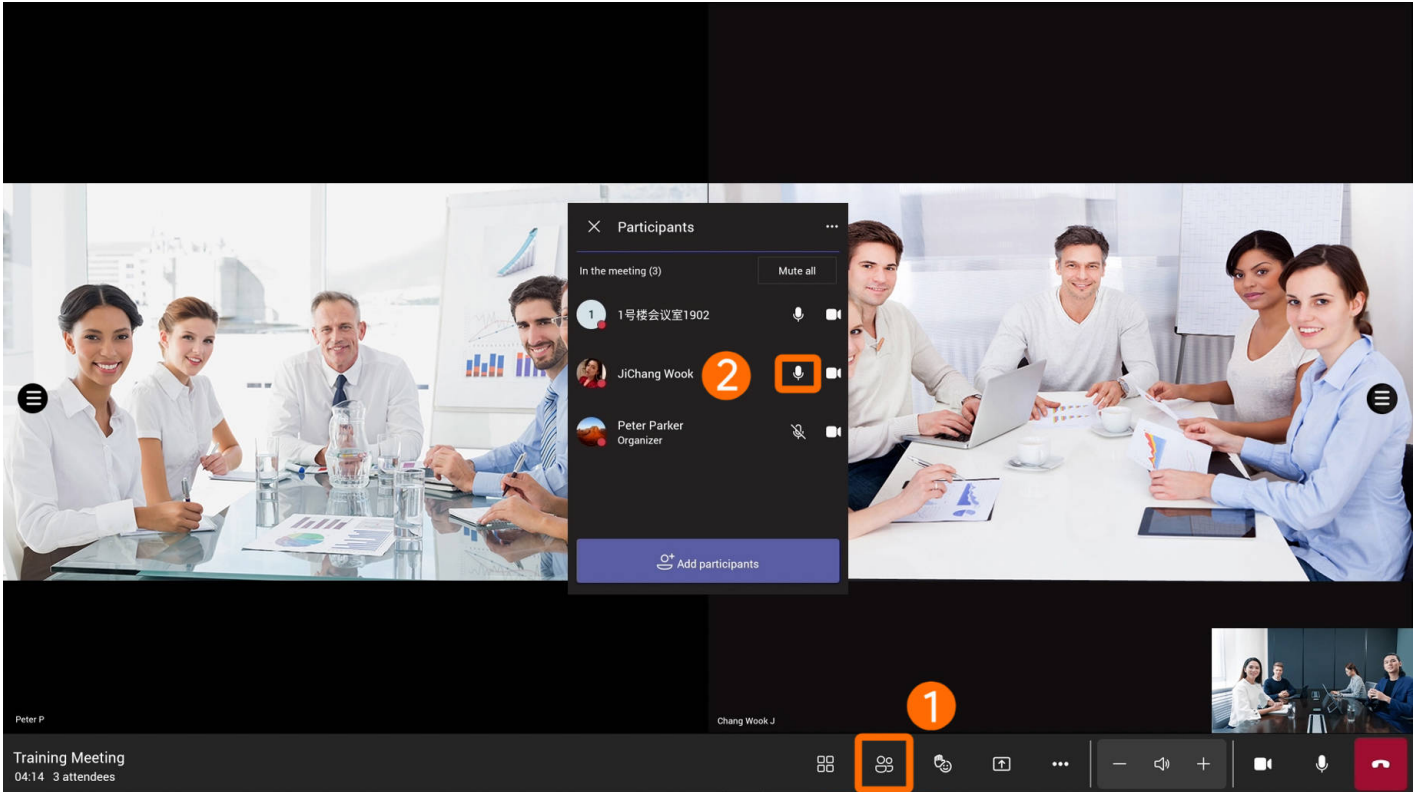 Participants
In the meeting (3)
Mute all
1
1号楼会议室1902
JiChang Wook
2
Peter Parker
Organizer
Add participants
Peter P
Chang Wook J
1
Training Meeting
04:14 3 attendees